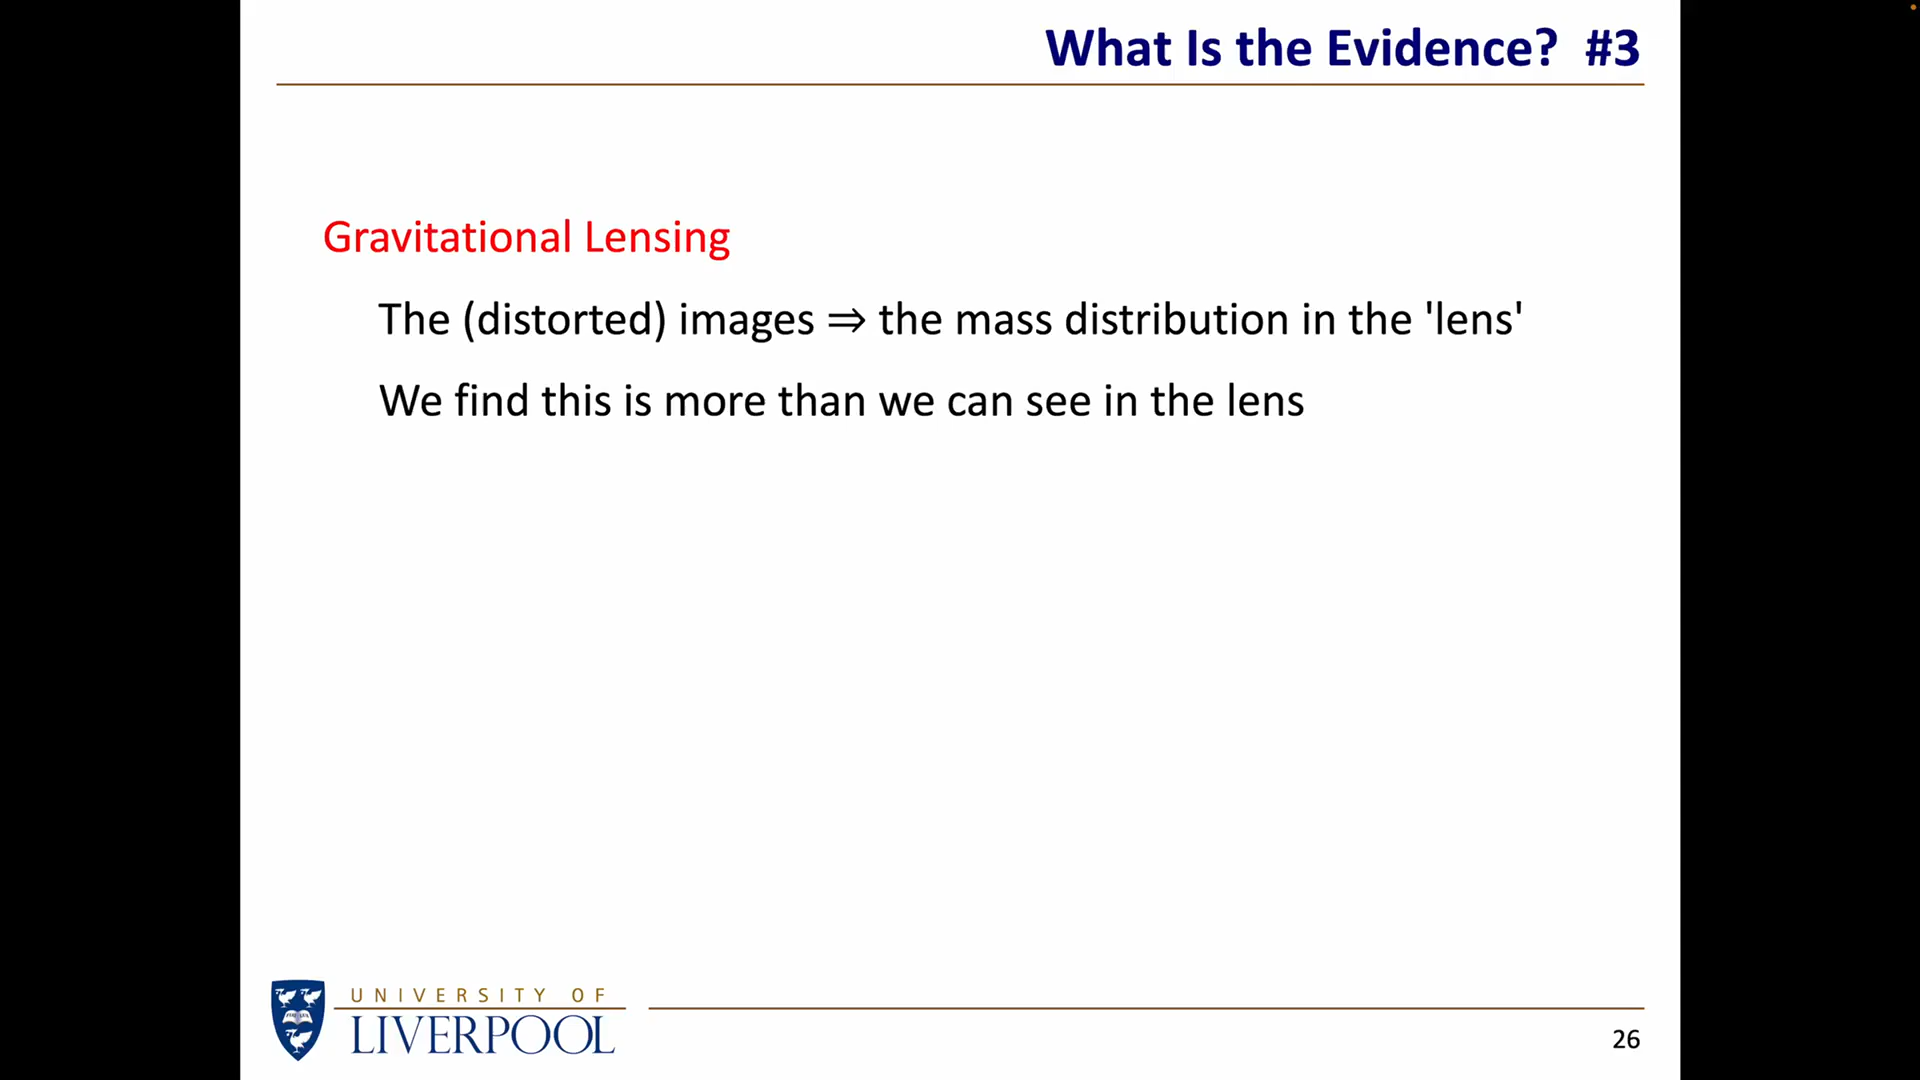 What Is the Evidence? #3
Gravitational Lensing
The (distorted) images ⇒ the mass distribution in the 'lens'
We find this is more than we can see in the lens
UNIVERSITY OF
LIVERPOOL
26